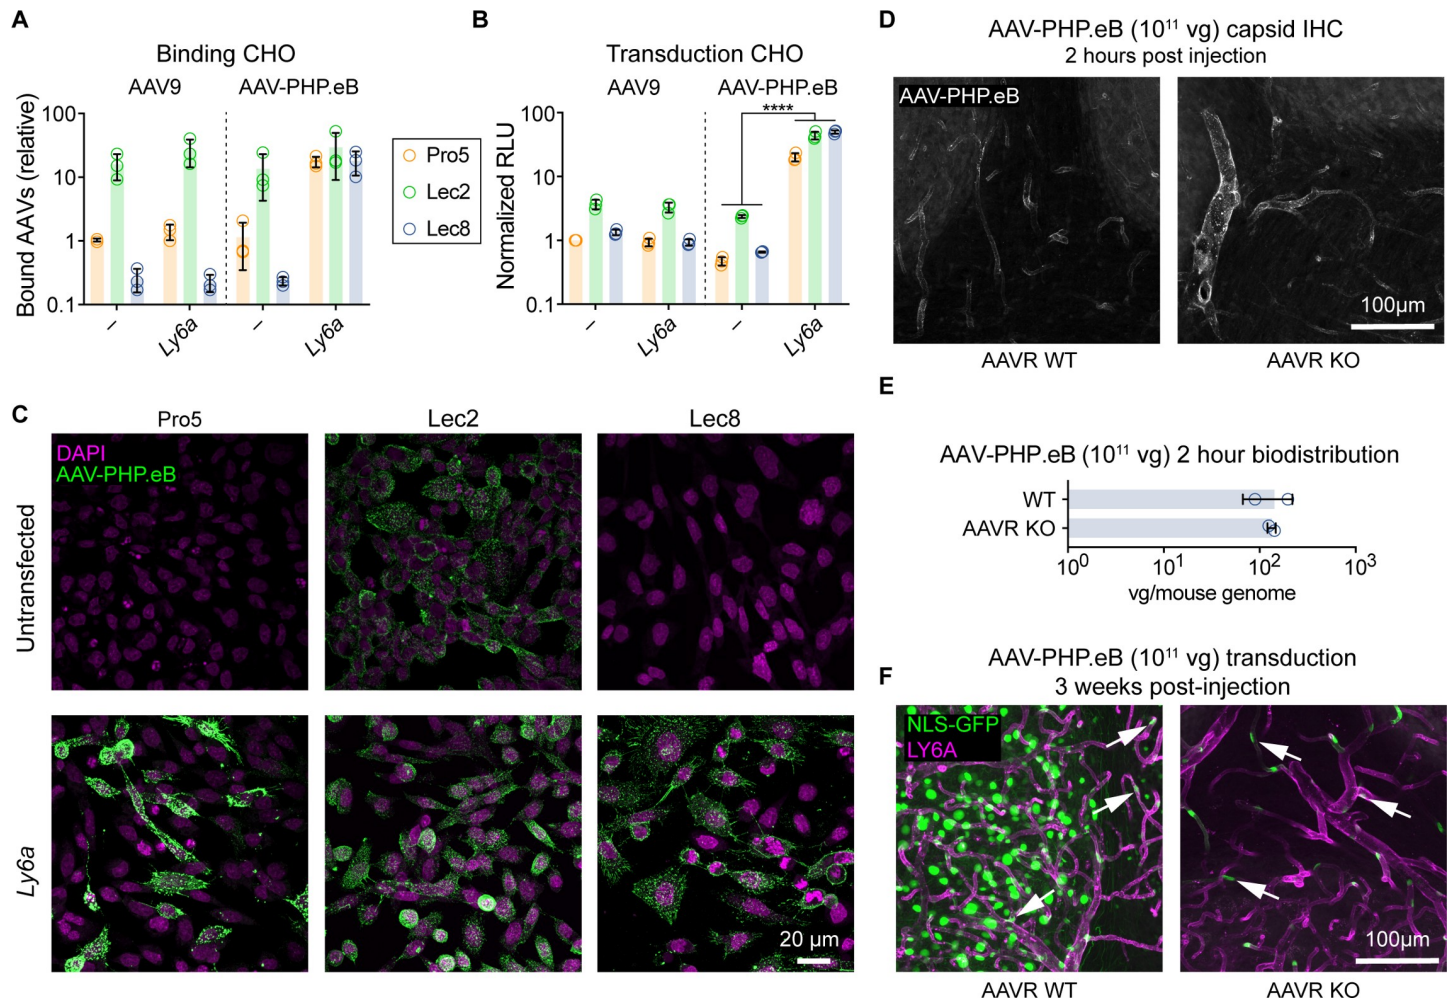 A
Binding CHO
AAV9
AAV-PHP.eB
Bound AAVs (relative)
100
10
1
0.1
–
Ly6a
–
Ly6a
Pro5
Lec2
Lec8
B
Transduction CHO
AAV9
AAV-PHP.eB
****
Normalized RLU
100
10
1
0.1
–
Ly6a
–
Ly6a
C
Pro5
Lec2
Lec8
DAPI
AAV-PHP.eB
Untransfected
Ly6a
20 µm
D
AAV-PHP.eB (10¹¹ vg) capsid IHC
2 hours post injection
AAV-PHP.eB
100µm
AAVR WT
AAVR KO
E
AAV-PHP.eB (10¹¹ vg) 2 hour biodistribution
WT
AAVR KO
10⁰
10¹
10²
10³
vg/mouse genome
F
AAV-PHP.eB (10¹¹ vg) transduction
3 weeks post-injection
NLS-GFP
LY6A
100µm
AAVR WT
AAVR KO